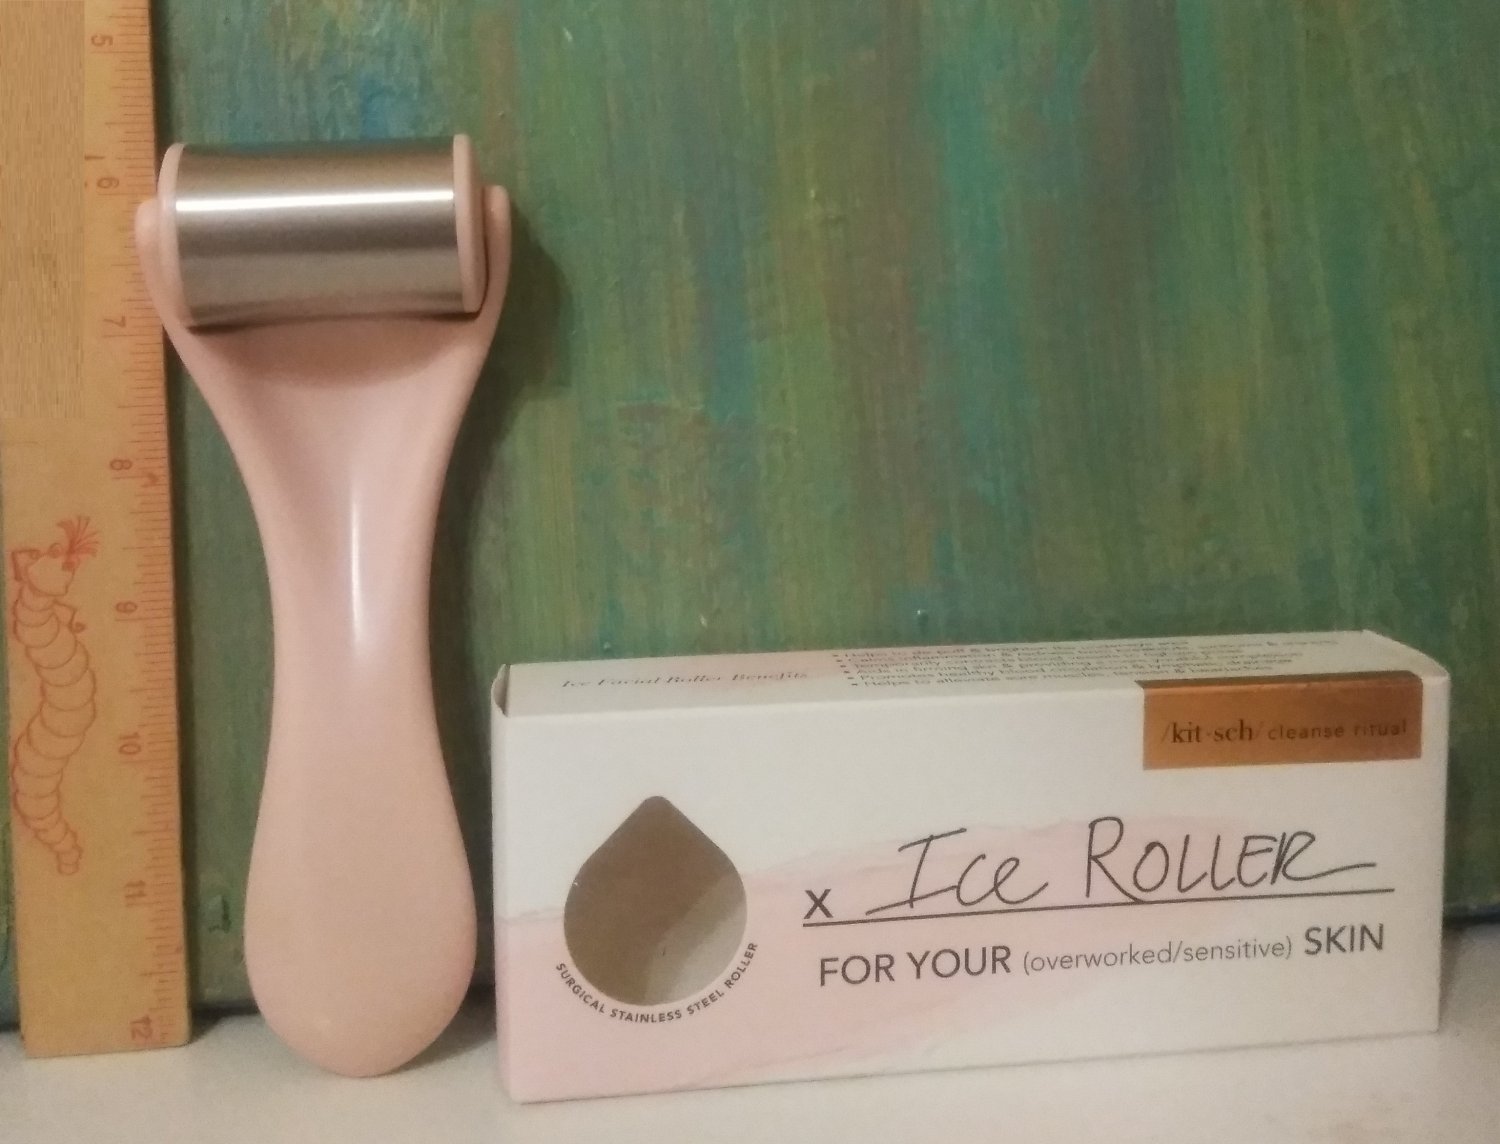 5
6
7
8
9
10
11
12
Ice Facial Roller Benefits
/kit·sch/ cleanse ritual
x Ice ROLLER
FOR YOUR (overworked/sensitive) SKIN
SURGICAL STAINLESS STEEL ROLLER